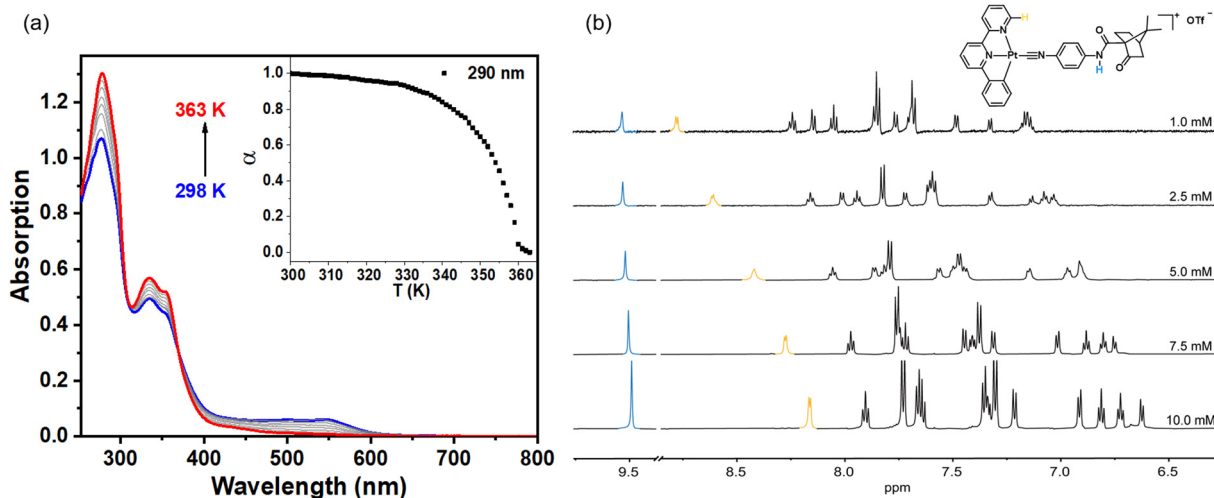 (a)
363 K
298 K
290 nm
α
1.0
0.8
0.6
0.4
0.2
0.0
300 310 320 330 340 350 360
T (K)
Absorption
1.2
1.0
0.8
0.6
0.4
0.2
0.0
300 400 500 600 700 800
Wavelength (nm)
(b)
H
N
N Pt N
N
H
O
O
+ OTf−
1.0 mM
2.5 mM
5.0 mM
7.5 mM
10.0 mM
9.5 8.5 8.0 7.5 7.0 6.5
ppm